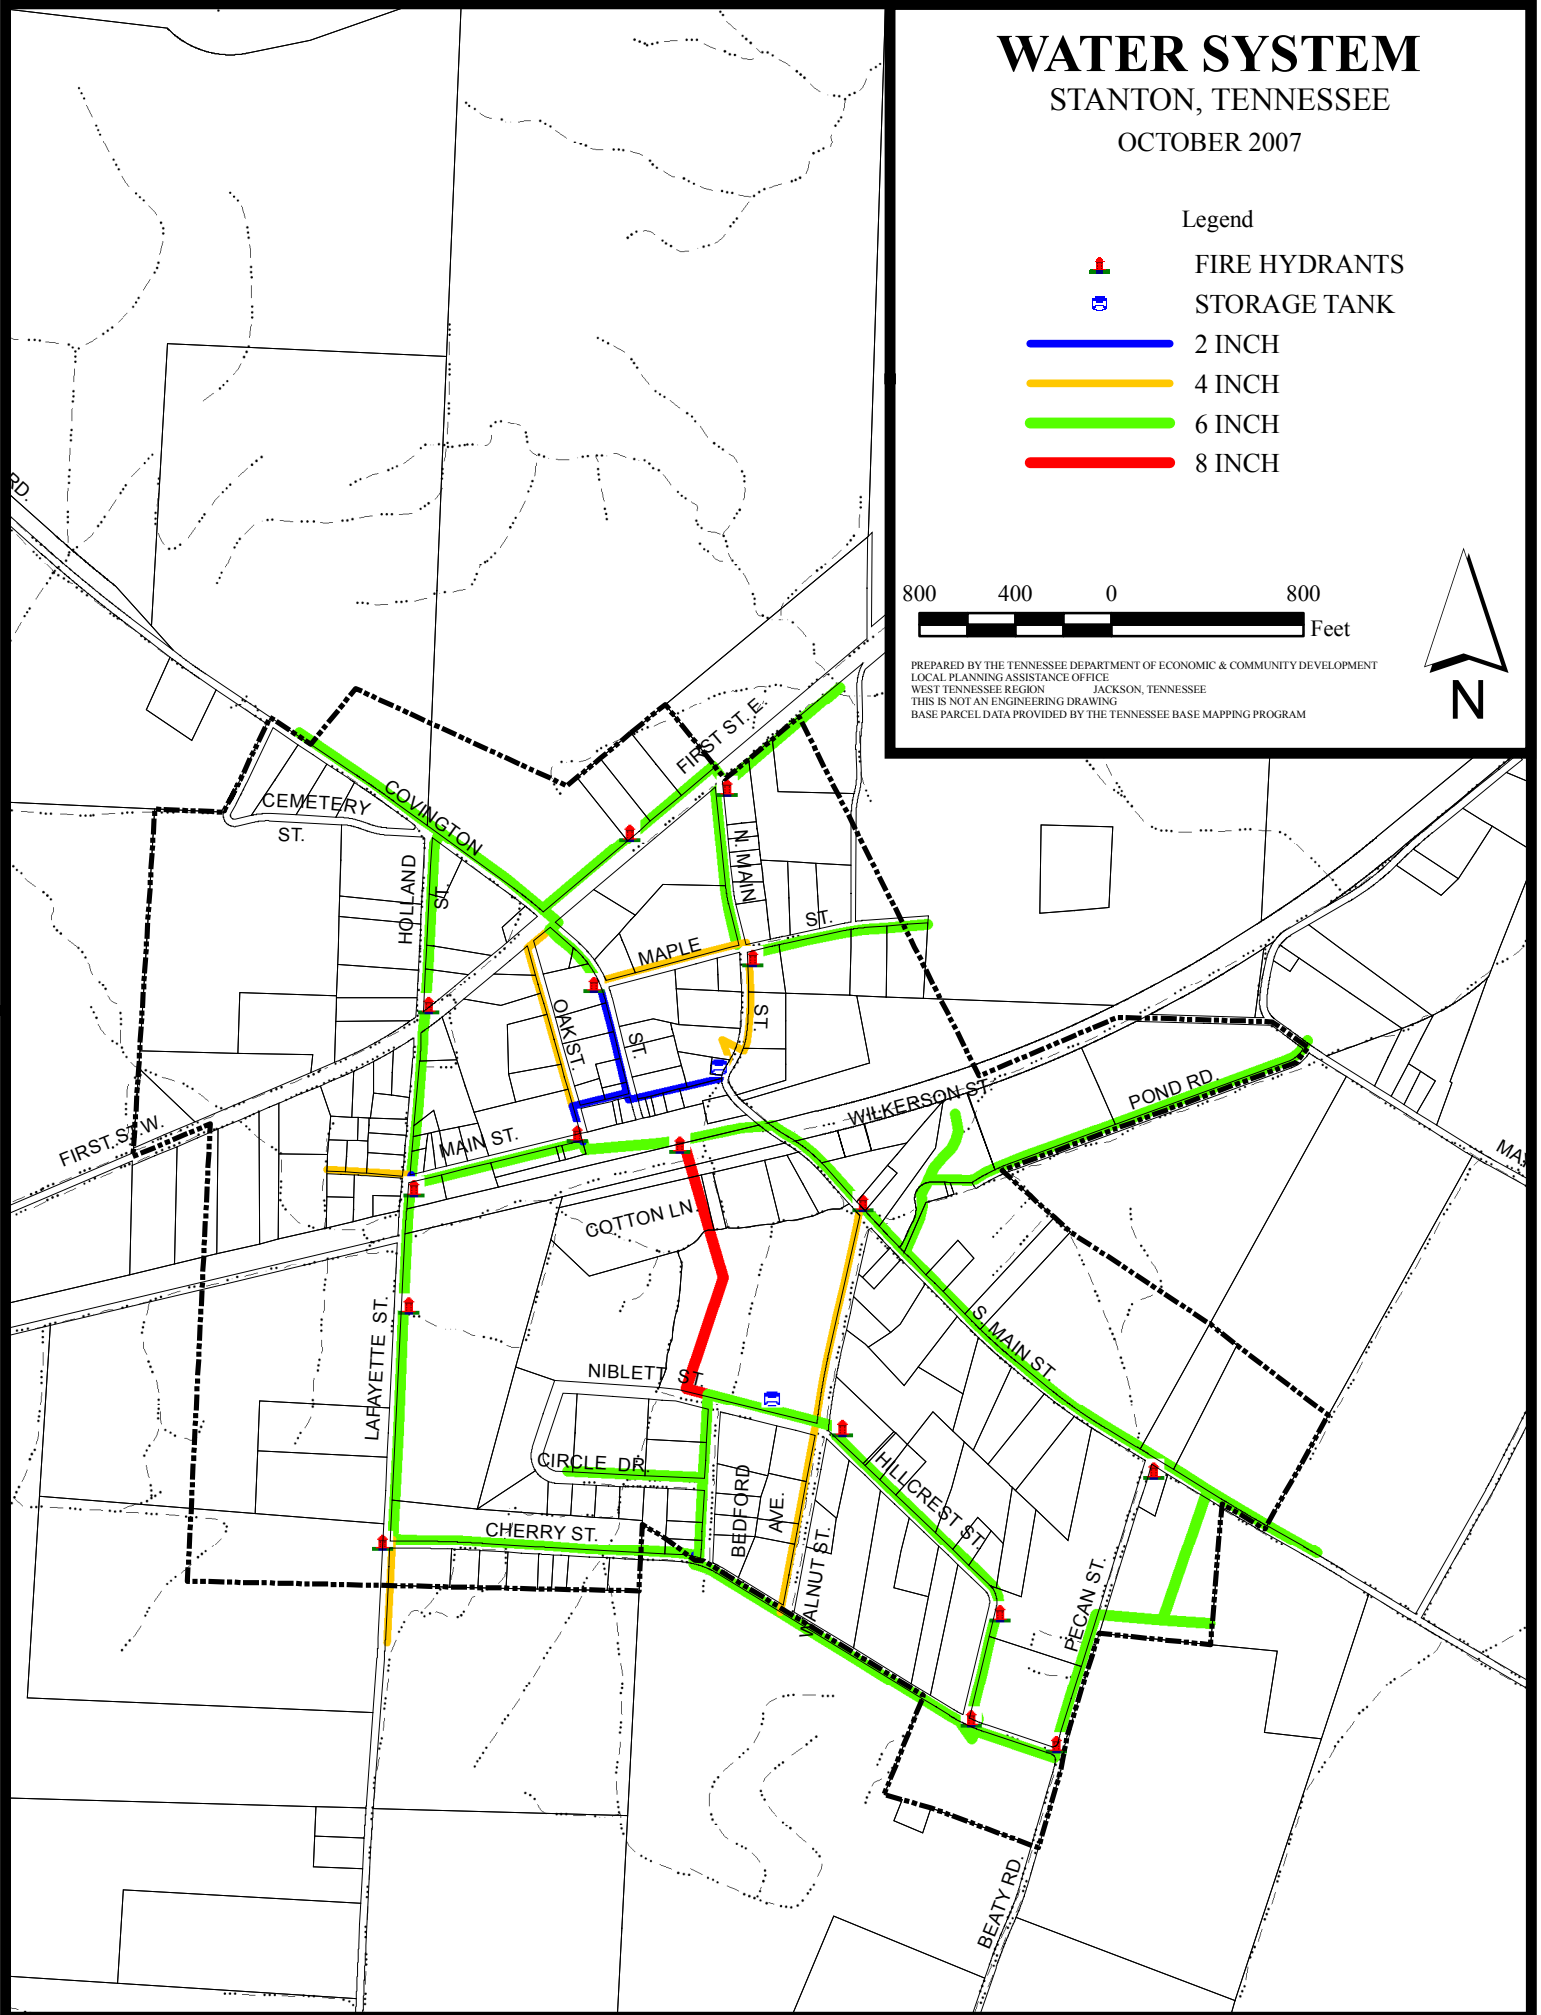 WATER SYSTEM
STANTON, TENNESSEE
OCTOBER 2007
Legend
FIRE HYDRANTS
STORAGE TANK
2 INCH
4 INCH
6 INCH
8 INCH
800 400 0 800
Feet
PREPARED BY THE TENNESSEE DEPARTMENT OF ECONOMIC & COMMUNITY DEVELOPMENT
LOCAL PLANNING ASSISTANCE OFFICE
WEST TENNESSEE REGION JACKSON, TENNESSEE
THIS IS NOT AN ENGINEERING DRAWING
BASE PARCEL DATA PROVIDED BY THE TENNESSEE BASE MAPPING PROGRAM
N
RD.
FIRST ST. E.
COVINGTON
CEMETERY
ST.
HOLLAND
ST.
N. MAIN
ST.
MAPLE
ST.
OAK ST.
ST.
FIRST ST. W.
MAIN ST.
WILKERSON ST.
POND RD.
MA
COTTON LN.
LAFAYETTE ST.
NIBLETT ST.
S. MAIN ST.
CIRCLE DR.
BEDFORD
AVE.
HILLCREST ST.
CHERRY ST.
WALNUT ST.
PECAN ST.
BEATY RD.